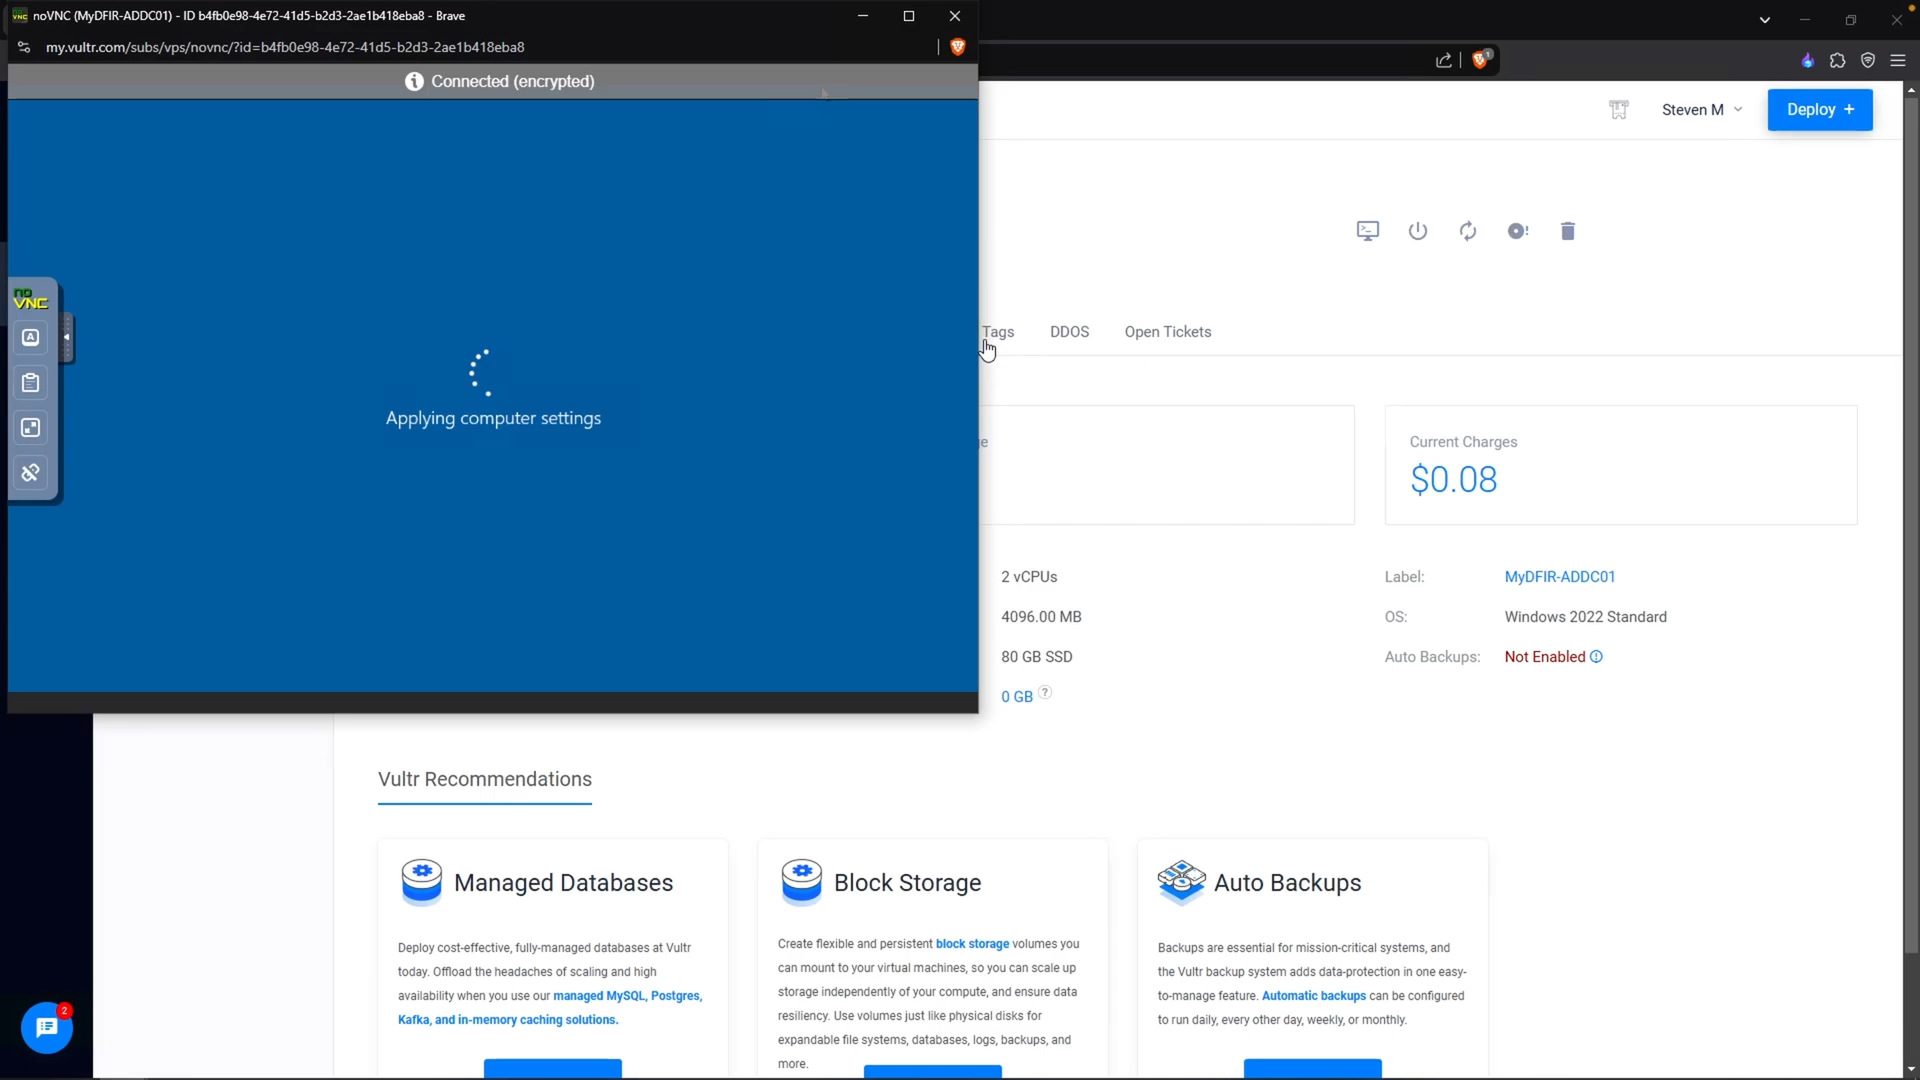 noVNC (MyDFIR-ADDC01) - ID b4fb0e98-4e72-41d5-b2d3-2ae1b418eba8 - Brave
my.vultr.com/subs/vps/novnc/?id=b4fb0e98-4e72-41d5-b2d3-2ae1b418eba8
1
Connected (encrypted)
Steven M
Deploy +
no
VNC
A
Applying computer settings
Tags
DDOS
Open Tickets
Current Charges
$0.08
2 vCPUs
Label:
MyDFIR-ADDC01
4096.00 MB
OS:
Windows 2022 Standard
80 GB SSD
Auto Backups:
Not Enabled
0 GB ?
Vultr Recommendations
Managed Databases
Deploy cost-effective, fully-managed databases at Vultr
today. Offload the headaches of scaling and high
availability when you use our managed MySQL, Postgres,
Kafka, and in-memory caching solutions.
Block Storage
Create flexible and persistent block storage volumes you
can mount to your virtual machines, so you can scale up
storage independently of your compute, and ensure data
resiliency. Use volumes just like physical disks for
expandable file systems, databases, logs, backups, and
more.
Auto Backups
Backups are essential for mission-critical systems, and
the Vultr backup system adds data-protection in one easy-
to-manage feature. Automatic backups can be configured
to run daily, every other day, weekly, or monthly.
2